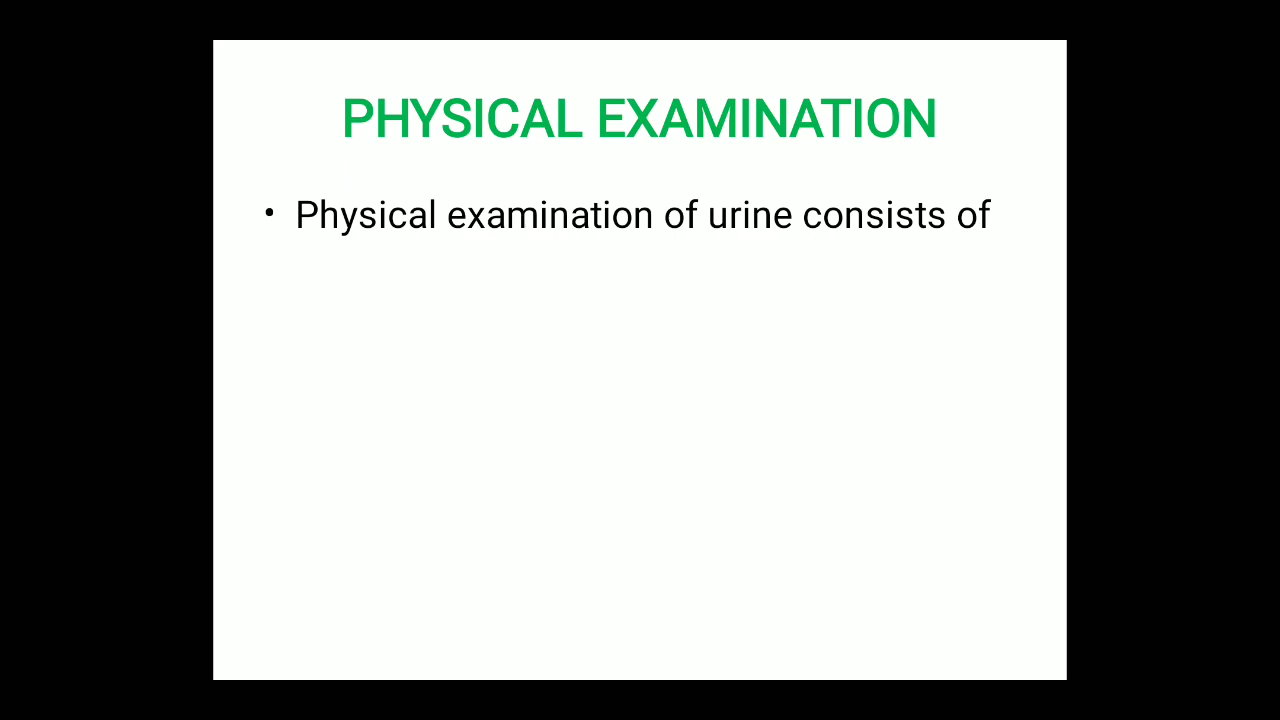 PHYSICAL EXAMINATION
• Physical examination of urine consists of